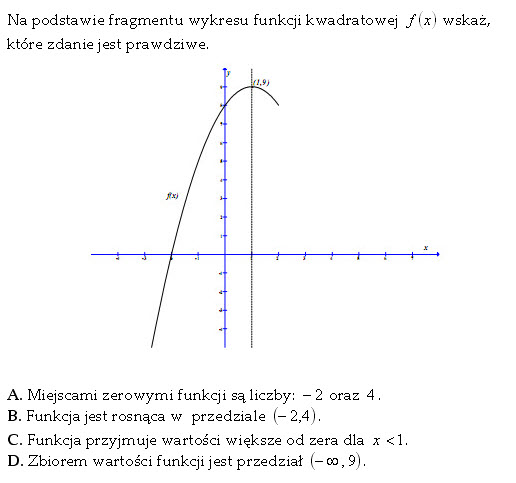 Na podstawie fragmentu wykresu funkcji kwadratowej f(x) wskaż,
które zdanie jest prawdziwe.
y
(1,9)
f(x)
x
A. Miejscami zerowymi funkcji są liczby: – 2 oraz 4.
B. Funkcja jest rosnąca w przedziale (– 2,4).
C. Funkcja przyjmuje wartości większe od zera dla x < 1.
D. Zbiorem wartości funkcji jest przedział (– ∞, 9).